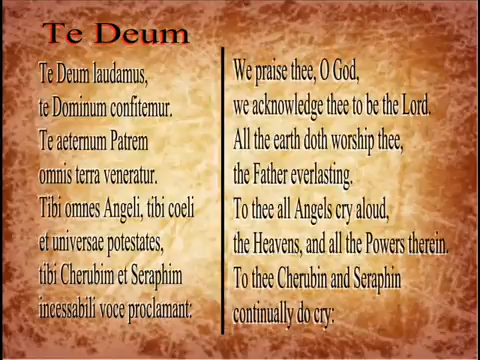 Te Deum
Te Deum laudamus,
te Dominum confitemur.
Te aeternum Patrem
omnis terra veneratur.
Tibi omnes Angeli, tibi coeli
et universae potestates,
tibi Cherubim et Seraphim
incessabili voce proclamant:
We praise thee, O God,
we acknowledge thee to be the Lord.
All the earth doth worship thee,
the Father everlasting.
To thee all Angels cry aloud,
the Heavens, and all the Powers therein.
To thee Cherubin and Seraphin
continually do cry: